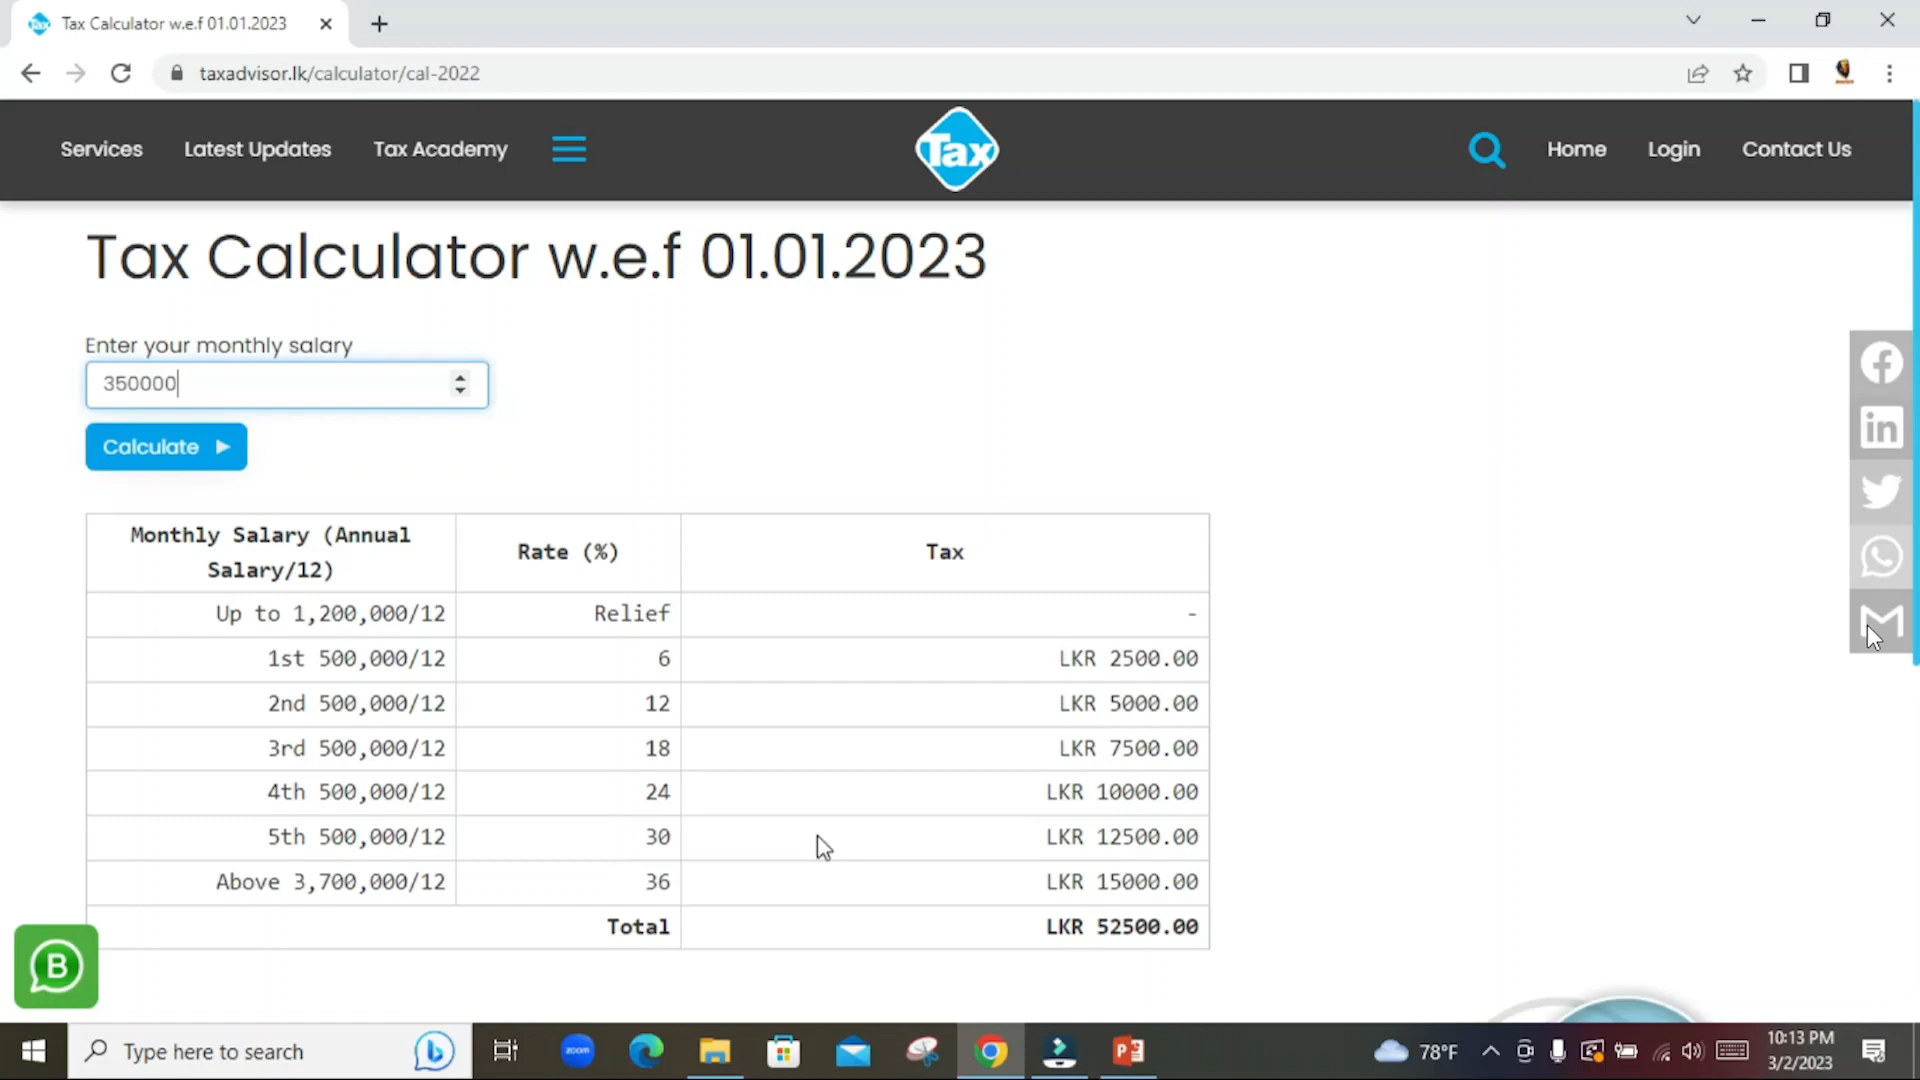 Tax Calculator w.e.f 01.01.2023
taxadvisor.lk/calculator/cal-2022
Services
Latest Updates
Tax Academy
Tax
Home
Login
Contact Us
Tax Calculator w.e.f 01.01.2023
Enter your monthly salary
350000
Calculate
Monthly Salary (Annual Salary/12) Rate (%) Tax
Up to 1,200,000/12 Relief -
1st 500,000/12 6 LKR 2500.00
2nd 500,000/12 12 LKR 5000.00
3rd 500,000/12 18 LKR 7500.00
4th 500,000/12 24 LKR 10000.00
5th 500,000/12 30 LKR 12500.00
Above 3,700,000/12 36 LKR 15000.00
Total LKR 52500.00
B
Type here to search
zoom
78°F
10:13 PM
3/2/2023